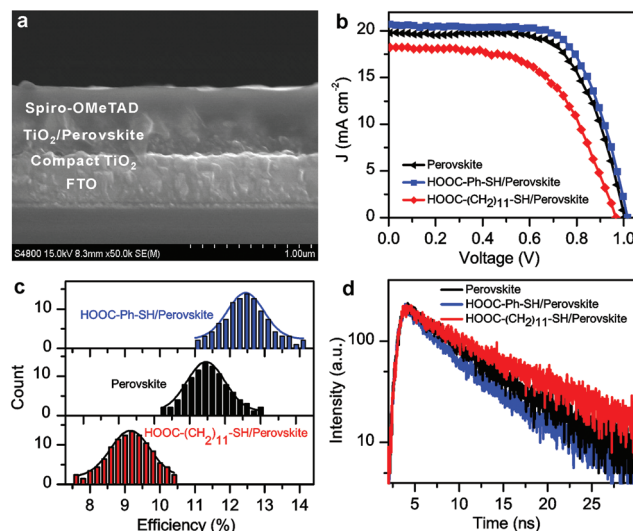 a
Spiro-OMeTAD
TiO2/Perovskite
Compact TiO2
FTO
S4800 15.0kV 8.3mm x50.0k SE(M)
1.00um
b
20
15
10
5
0
J (mA cm-2)
Perovskite
HOOC-Ph-SH/Perovskite
HOOC-(CH2)11-SH/Perovskite
0.0 0.2 0.4 0.6 0.8 1.0
Voltage (V)
c
HOOC-Ph-SH/Perovskite
10
0
Perovskite
10
0
HOOC-(CH2)11-SH/Perovskite
10
0
Count
8 9 10 11 12 13 14
Efficiency (%)
d
Perovskite
HOOC-Ph-SH/Perovskite
HOOC-(CH2)11-SH/Perovskite
100
10
Intensity (a.u.)
5 10 15 20 25
Time (ns)